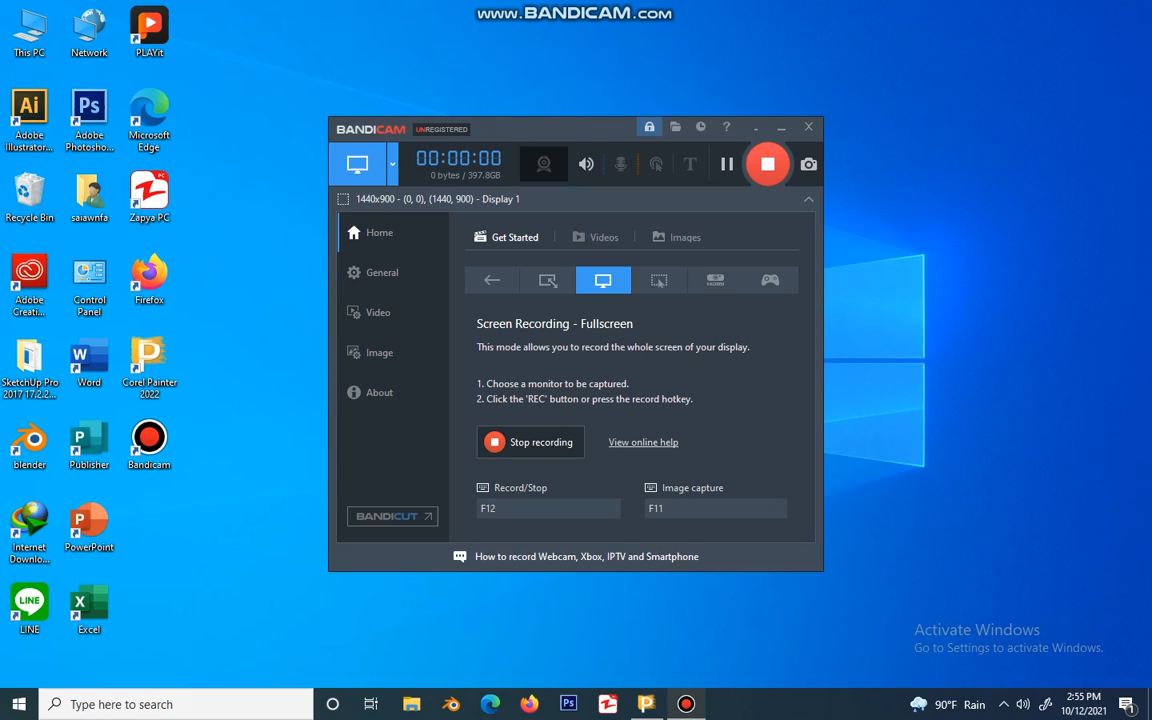 www.BANDICAM.com
This PC
Network
PLAYit
Ai
Adobe
Illustrator...
Ps
Adobe
Photosho...
Microsoft
Edge
Recycle Bin
saiawnfa
PC
Zapya PC
Adobe
Creati...
Control
Panel
Firefox
SketchUp Pro
2017 17.2.2...
Word
Corel Painter
2022
blender
Publisher
Bandicam
Internet
Downlo...
PowerPoint
LINE
LINE
Excel
BANDICAM UNREGISTERED
00:00:00
0 bytes / 397.8GB
1440x900 - (0, 0), (1440, 900) - Display 1
Home
General
Video
Image
About
BANDICUT
Get Started
Videos
Images
HDMI
Screen Recording - Fullscreen
This mode allows you to record the whole screen of your display.
1. Choose a monitor to be captured.
2. Click the 'REC' button or press the record hotkey.
Stop recording
View online help
Record/Stop
Image capture
F12
F11
How to record Webcam, Xbox, IPTV and Smartphone
Activate Windows
Go to Settings to activate Windows.
Type here to search
Ps
90°F Rain
2:55 PM
10/12/2021
1